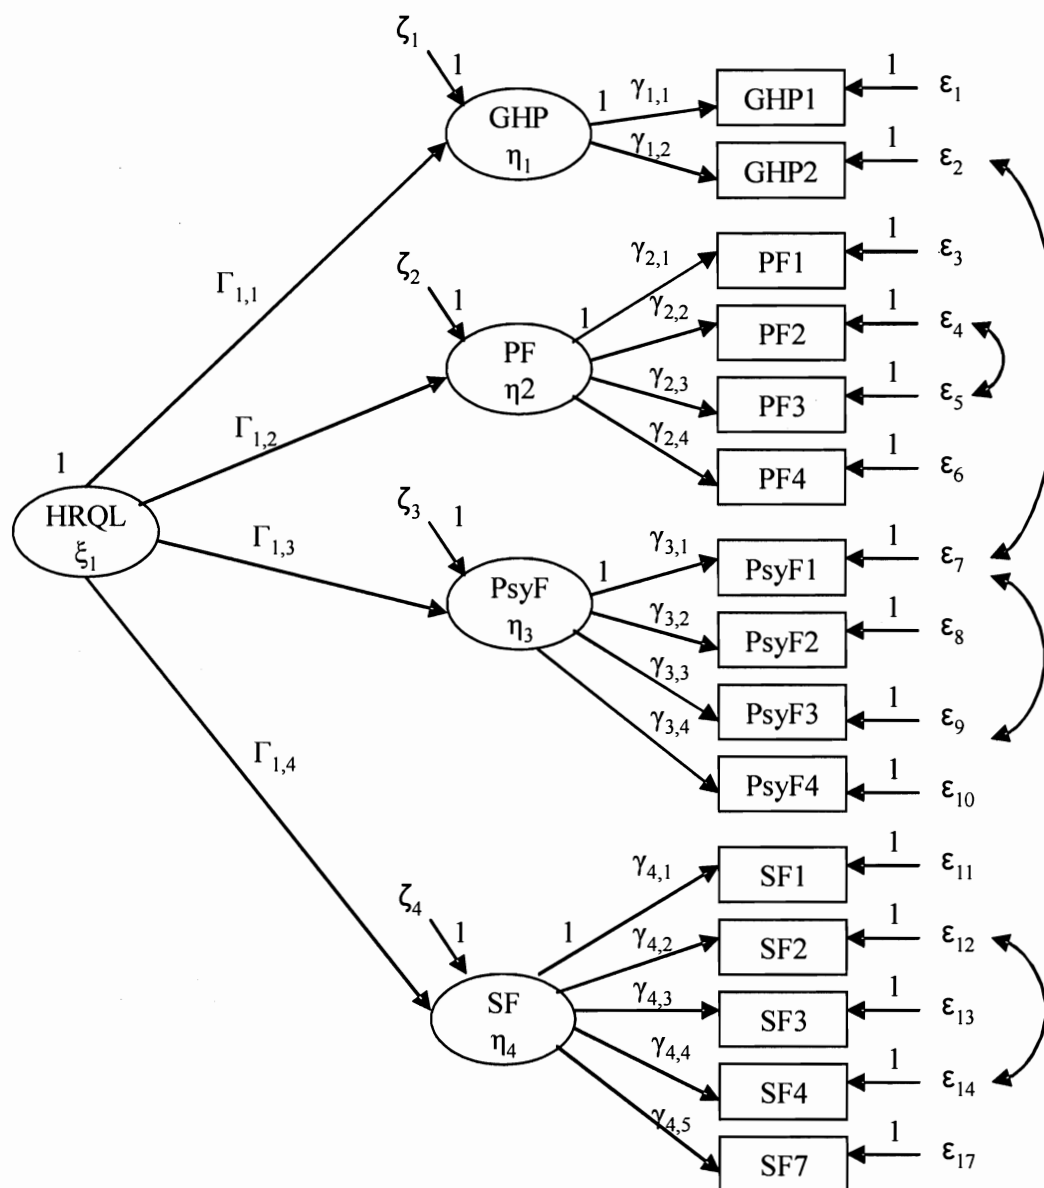 ζ₁
1
GHP
η₁
1
γ₁,₁
γ₁,₂
GHP1
1
ε₁
GHP2
1
ε₂
Γ₁,₁
ζ₂
1
PF
η2
1
γ₂,₁
γ₂,₂
γ₂,₃
γ₂,₄
PF1
1
ε₃
PF2
1
ε₄
PF3
1
ε₅
PF4
1
ε₆
Γ₁,₂
1
HRQL
ξ₁
Γ₁,₃
ζ₃
1
PsyF
η₃
1
γ₃,₁
γ₃,₂
γ₃,₃
γ₃,₄
PsyF1
1
ε₇
PsyF2
1
ε₈
PsyF3
1
ε₉
PsyF4
1
ε₁₀
Γ₁,₄
ζ₄
1
SF
η₄
1
γ₄,₁
γ₄,₂
γ₄,₃
γ₄,₄
γ₄,₅
SF1
1
ε₁₁
SF2
1
ε₁₂
SF3
1
ε₁₃
SF4
1
ε₁₄
SF7
1
ε₁₇